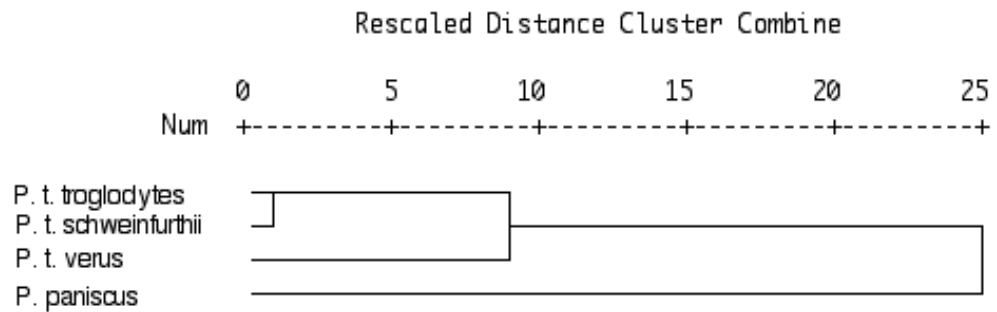 Rescaled Distance Cluster Combine
0 5 10 15 20 25
Num +---------+---------+---------+---------+---------+
P. t. troglodytes
P. t. schweinfurthii
P. t. verus
P. paniscus